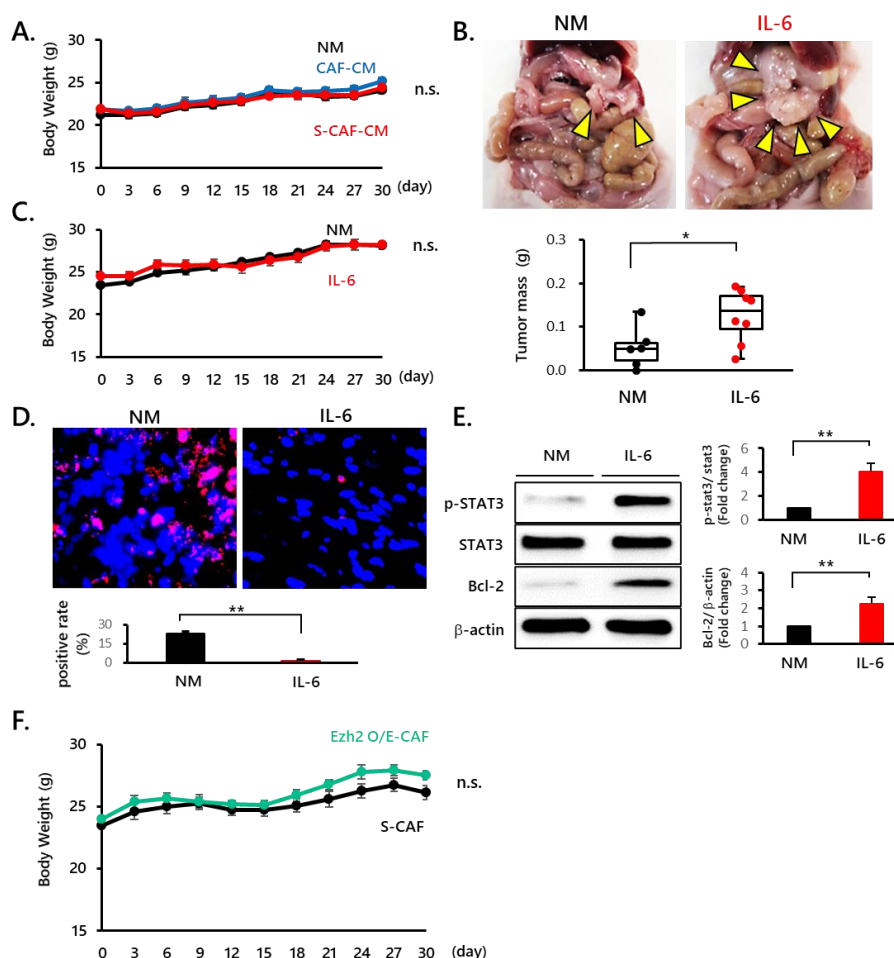 A.
NM
CAF-CM
S-CAF-CM
n.s.
Body Weight (g)
30
25
20
15
0 3 6 9 12 15 18 21 24 27 30 (day)
B.
NM IL-6
*
Tumor mass (g)
0.3
0.2
0.1
0.0
NM IL-6
C.
NM
IL-6
n.s.
Body Weight (g)
30
25
20
15
0 3 6 9 12 15 18 21 24 27 30 (day)
D.
NM IL-6
**
positive rate
(%)
30
15
0
NM IL-6
E.
NM IL-6
p-STAT3
STAT3
Bcl-2
β-actin
**
p-stat3/ stat3
(Fold change)
6
4
2
0
NM IL-6
**
Bcl-2/ β-actin
(Fold change)
4
3
2
1
0
NM IL-6
F.
Ezh2 O/E-CAF
S-CAF
n.s.
Body Weight (g)
30
25
20
15
0 3 6 9 12 15 18 21 24 27 30 (day)